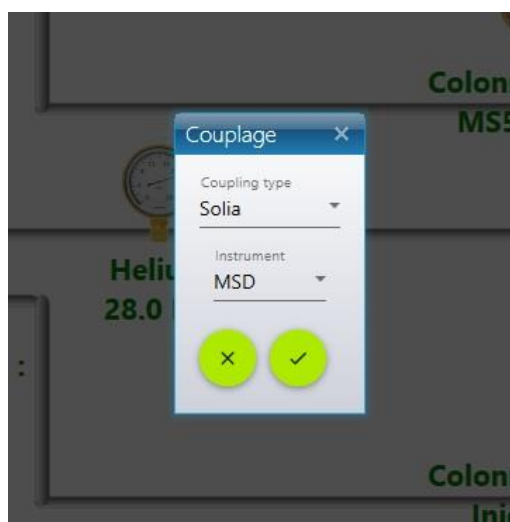 Colon
MS5
Couplage
Coupling type
Solia
Instrument
MSD
Heliu
28.0
:
Colon
Inje